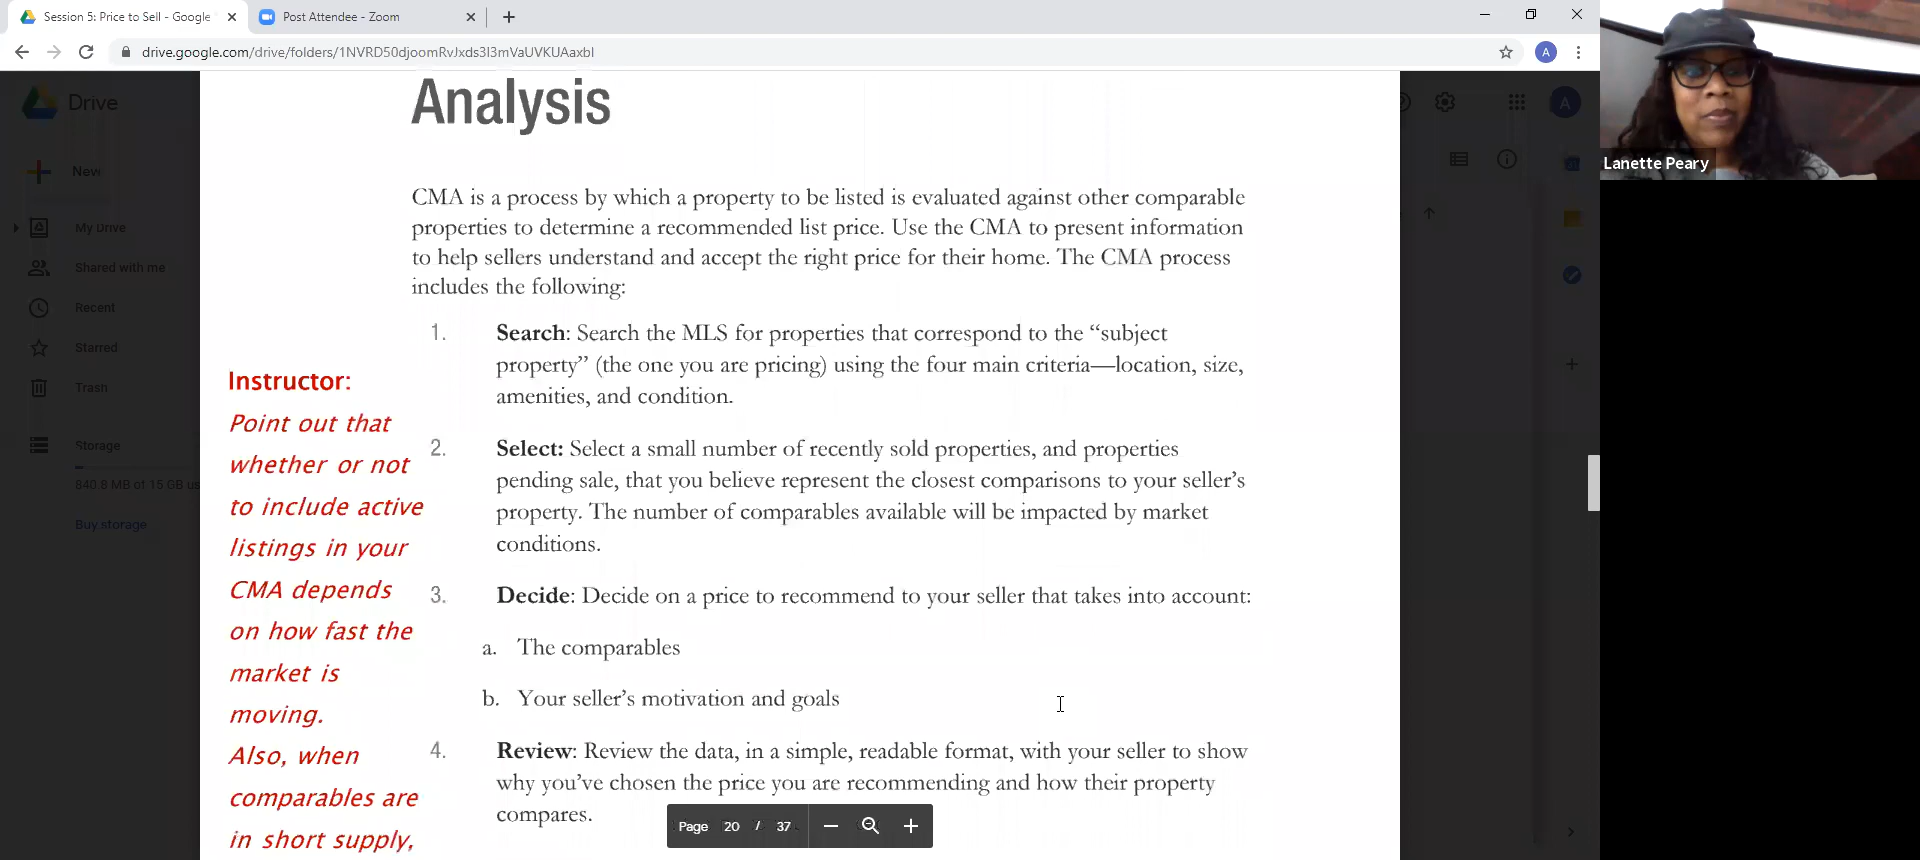 Session 5: Price to Sell - Google
Post Attendee - Zoom
drive.google.com/drive/folders/1NVRD50djoomRvJxds3I3mVaUVKUAaxbI
A
Drive
A
New
My Drive
Shared with me
Recent
Starred
Trash
Storage
840.8 MB of 15 GB us
Buy storage
Analysis
CMA is a process by which a property to be listed is evaluated against other comparable
properties to determine a recommended list price. Use the CMA to present information
to help sellers understand and accept the right price for their home. The CMA process
includes the following:
1. Search: Search the MLS for properties that correspond to the “subject
property” (the one you are pricing) using the four main criteria—location, size,
amenities, and condition.
2. Select: Select a small number of recently sold properties, and properties
pending sale, that you believe represent the closest comparisons to your seller’s
property. The number of comparables available will be impacted by market
conditions.
3. Decide: Decide on a price to recommend to your seller that takes into account:
a. The comparables
b. Your seller’s motivation and goals
4. Review: Review the data, in a simple, readable format, with your seller to show
why you’ve chosen the price you are recommending and how their property
compares.
Instructor:
Point out that
whether or not
to include active
listings in your
CMA depends
on how fast the
market is
moving.
Also, when
comparables are
in short supply,
Page 20 / 37
Lanette Peary